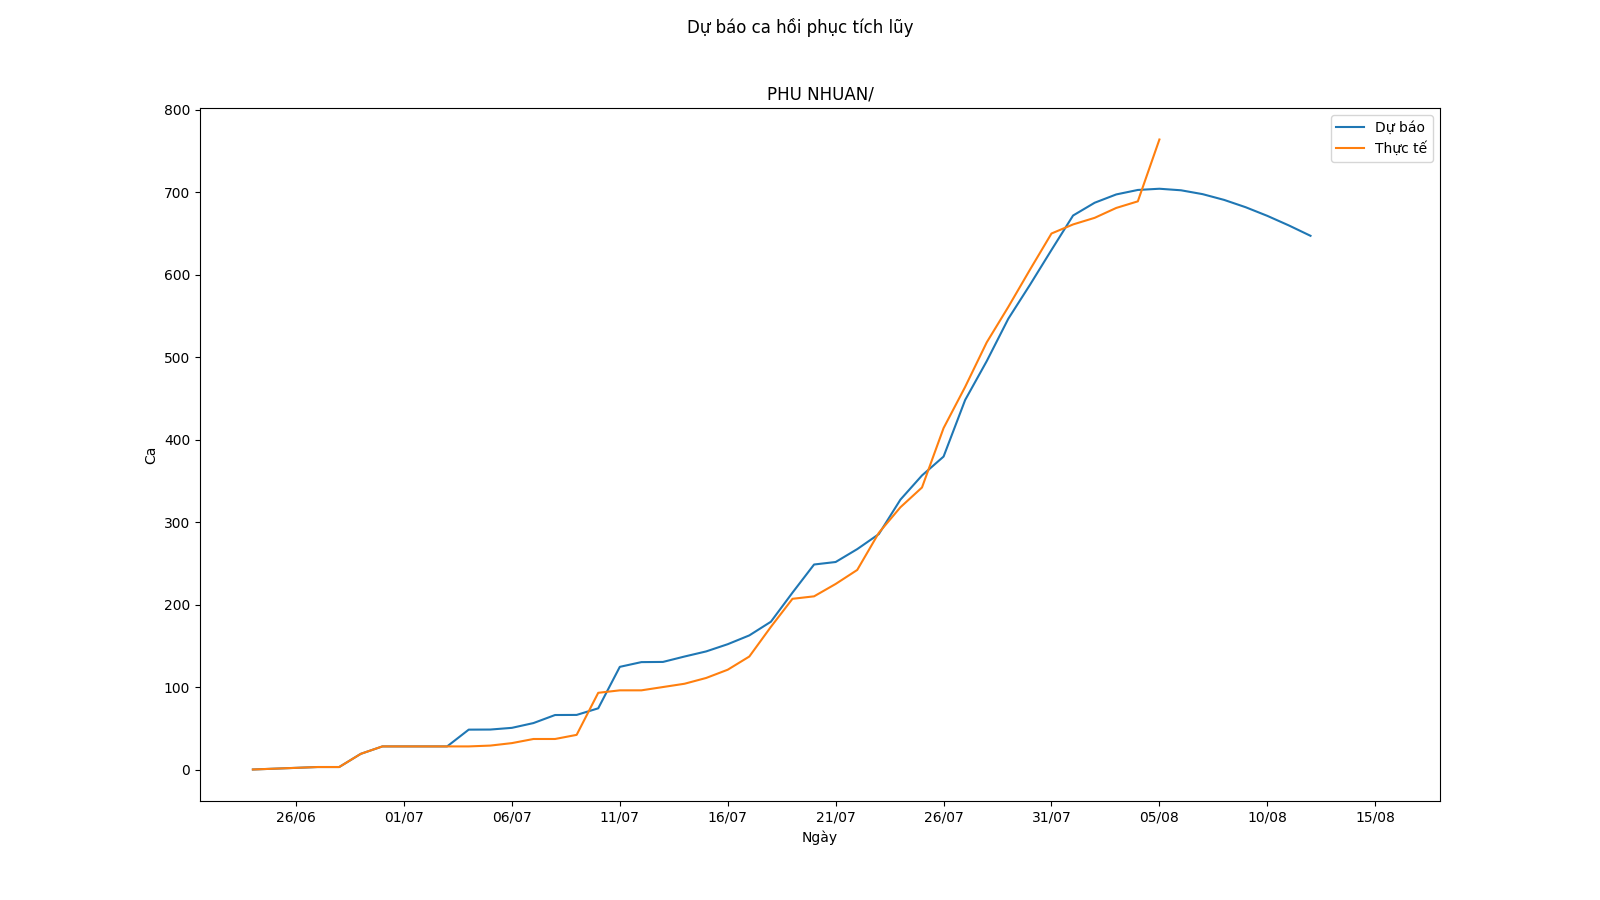 Dự báo ca hồi phục tích lũy
PHU NHUAN/
800
700
600
500
400
300
200
100
0
Ca
Dự báo
Thực tế
26/06 01/07 06/07 11/07 16/07 21/07 26/07 31/07 05/08 10/08 15/08
Ngày